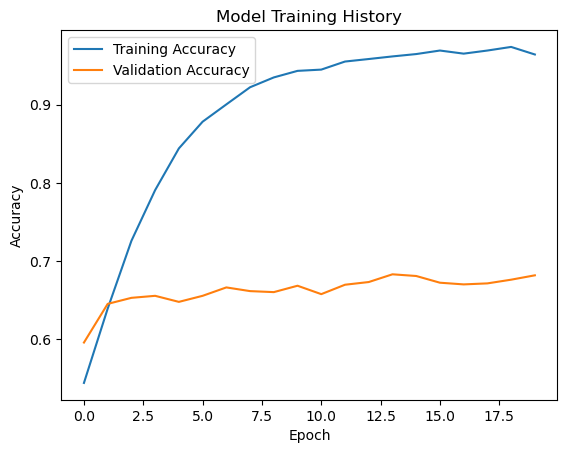 Model Training History
Training Accuracy
Validation Accuracy
Accuracy
0.9
0.8
0.7
0.6
0.0 2.5 5.0 7.5 10.0 12.5 15.0 17.5
Epoch